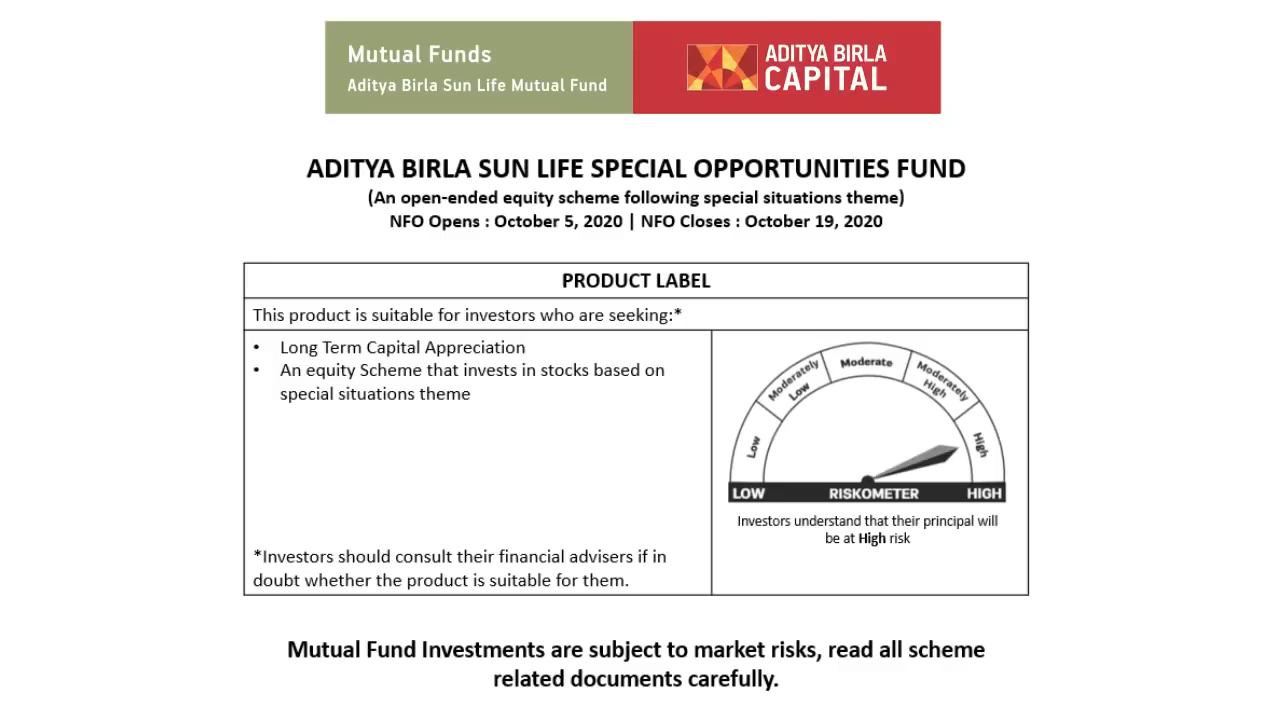 Mutual Funds
Aditya Birla Sun Life Mutual Fund
ADITYA BIRLA
CAPITAL
ADITYA BIRLA SUN LIFE SPECIAL OPPORTUNITIES FUND
(An open-ended equity scheme following special situations theme)
NFO Opens : October 5, 2020 | NFO Closes : October 19, 2020
PRODUCT LABEL
This product is suitable for investors who are seeking:*
• Long Term Capital Appreciation
• An equity Scheme that invests in stocks based on
special situations theme
*Investors should consult their financial advisers if in
doubt whether the product is suitable for them.
Low
Moderately
Low
Moderate
Moderately
High
High
LOW RISKOMETER HIGH
Investors understand that their principal will
be at High risk
Mutual Fund Investments are subject to market risks, read all scheme
related documents carefully.